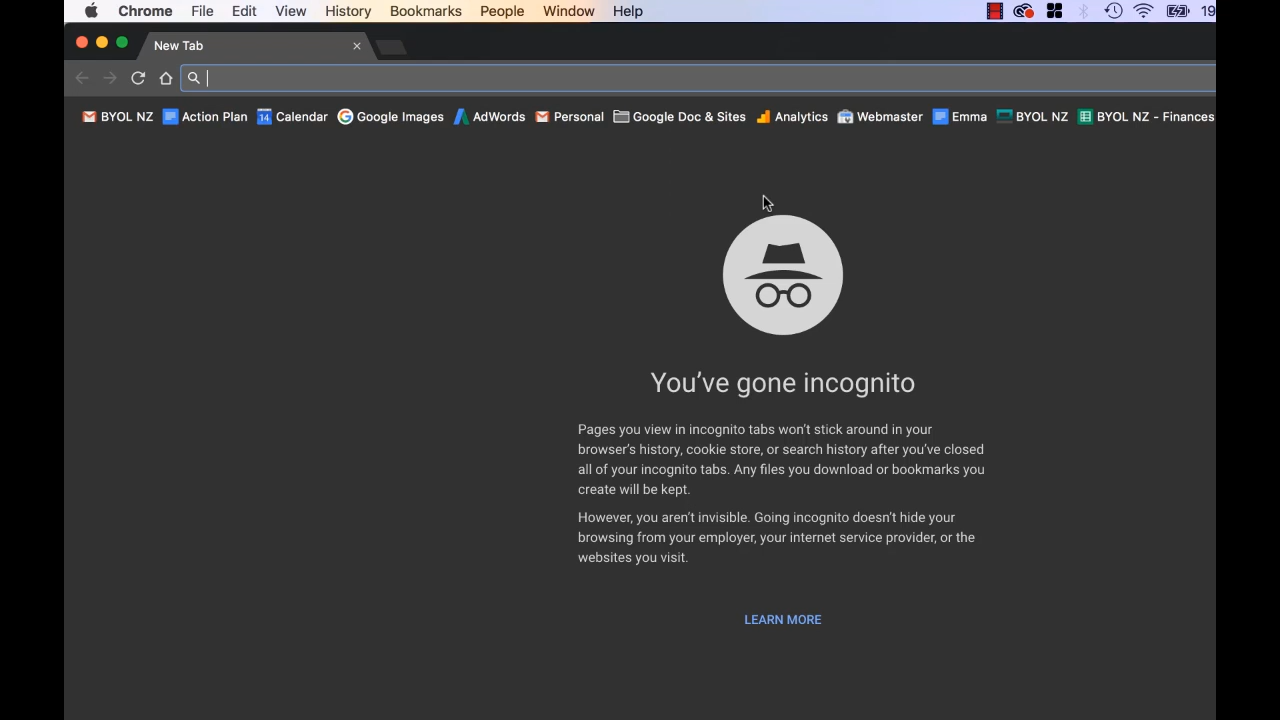 Chrome File Edit View History Bookmarks People Window Help 19
New Tab
BYOL NZ Action Plan 14 Calendar Google Images AdWords Personal Google Doc & Sites Analytics Webmaster Emma BYOL NZ BYOL NZ - Finances
You’ve gone incognito
Pages you view in incognito tabs won’t stick around in your
browser’s history, cookie store, or search history after you’ve closed
all of your incognito tabs. Any files you download or bookmarks you
create will be kept.
However, you aren’t invisible. Going incognito doesn’t hide your
browsing from your employer, your internet service provider, or the
websites you visit.
LEARN MORE